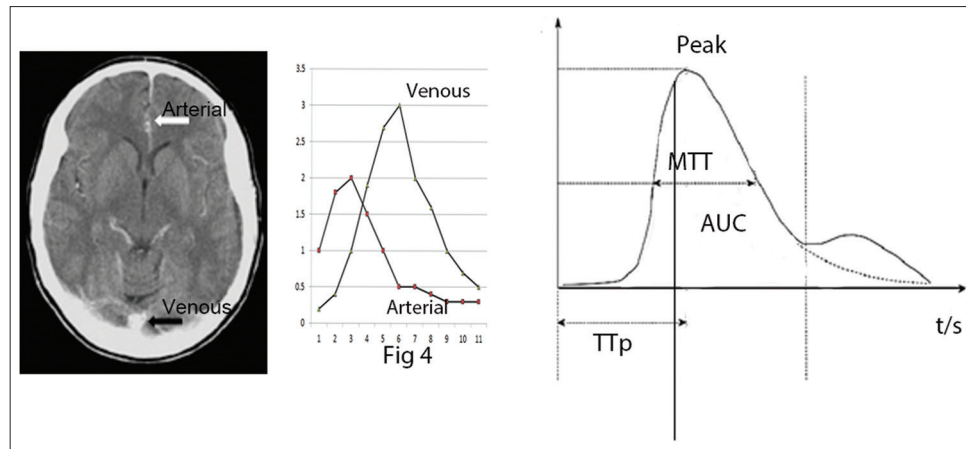 Arterial
Venous
3.5
3
2.5
2
1.5
1
0.5
0
Venous
Arterial
1 2 3 4 5 6 7 8 9 10 11
Fig 4
Peak
MTT
AUC
TTp
t/s